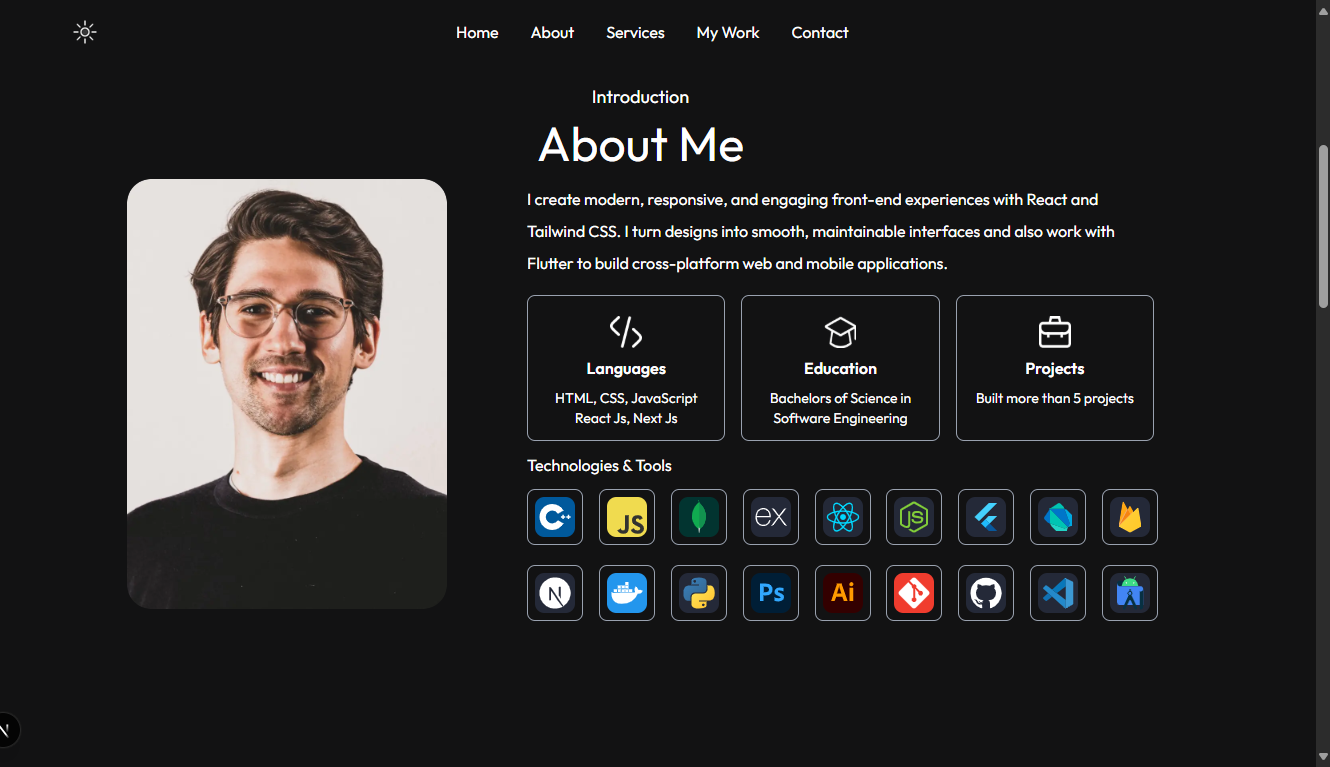 Home About Services My Work Contact
Introduction
About Me
I create modern, responsive, and engaging front-end experiences with React and
Tailwind CSS. I turn designs into smooth, maintainable interfaces and also work with
Flutter to build cross-platform web and mobile applications.
Languages
HTML, CSS, JavaScript
React Js, Next Js
Education
Bachelors of Science in
Software Engineering
Projects
Built more than 5 projects
Technologies & Tools
C++ JS ex JS
N Ps Ai
N